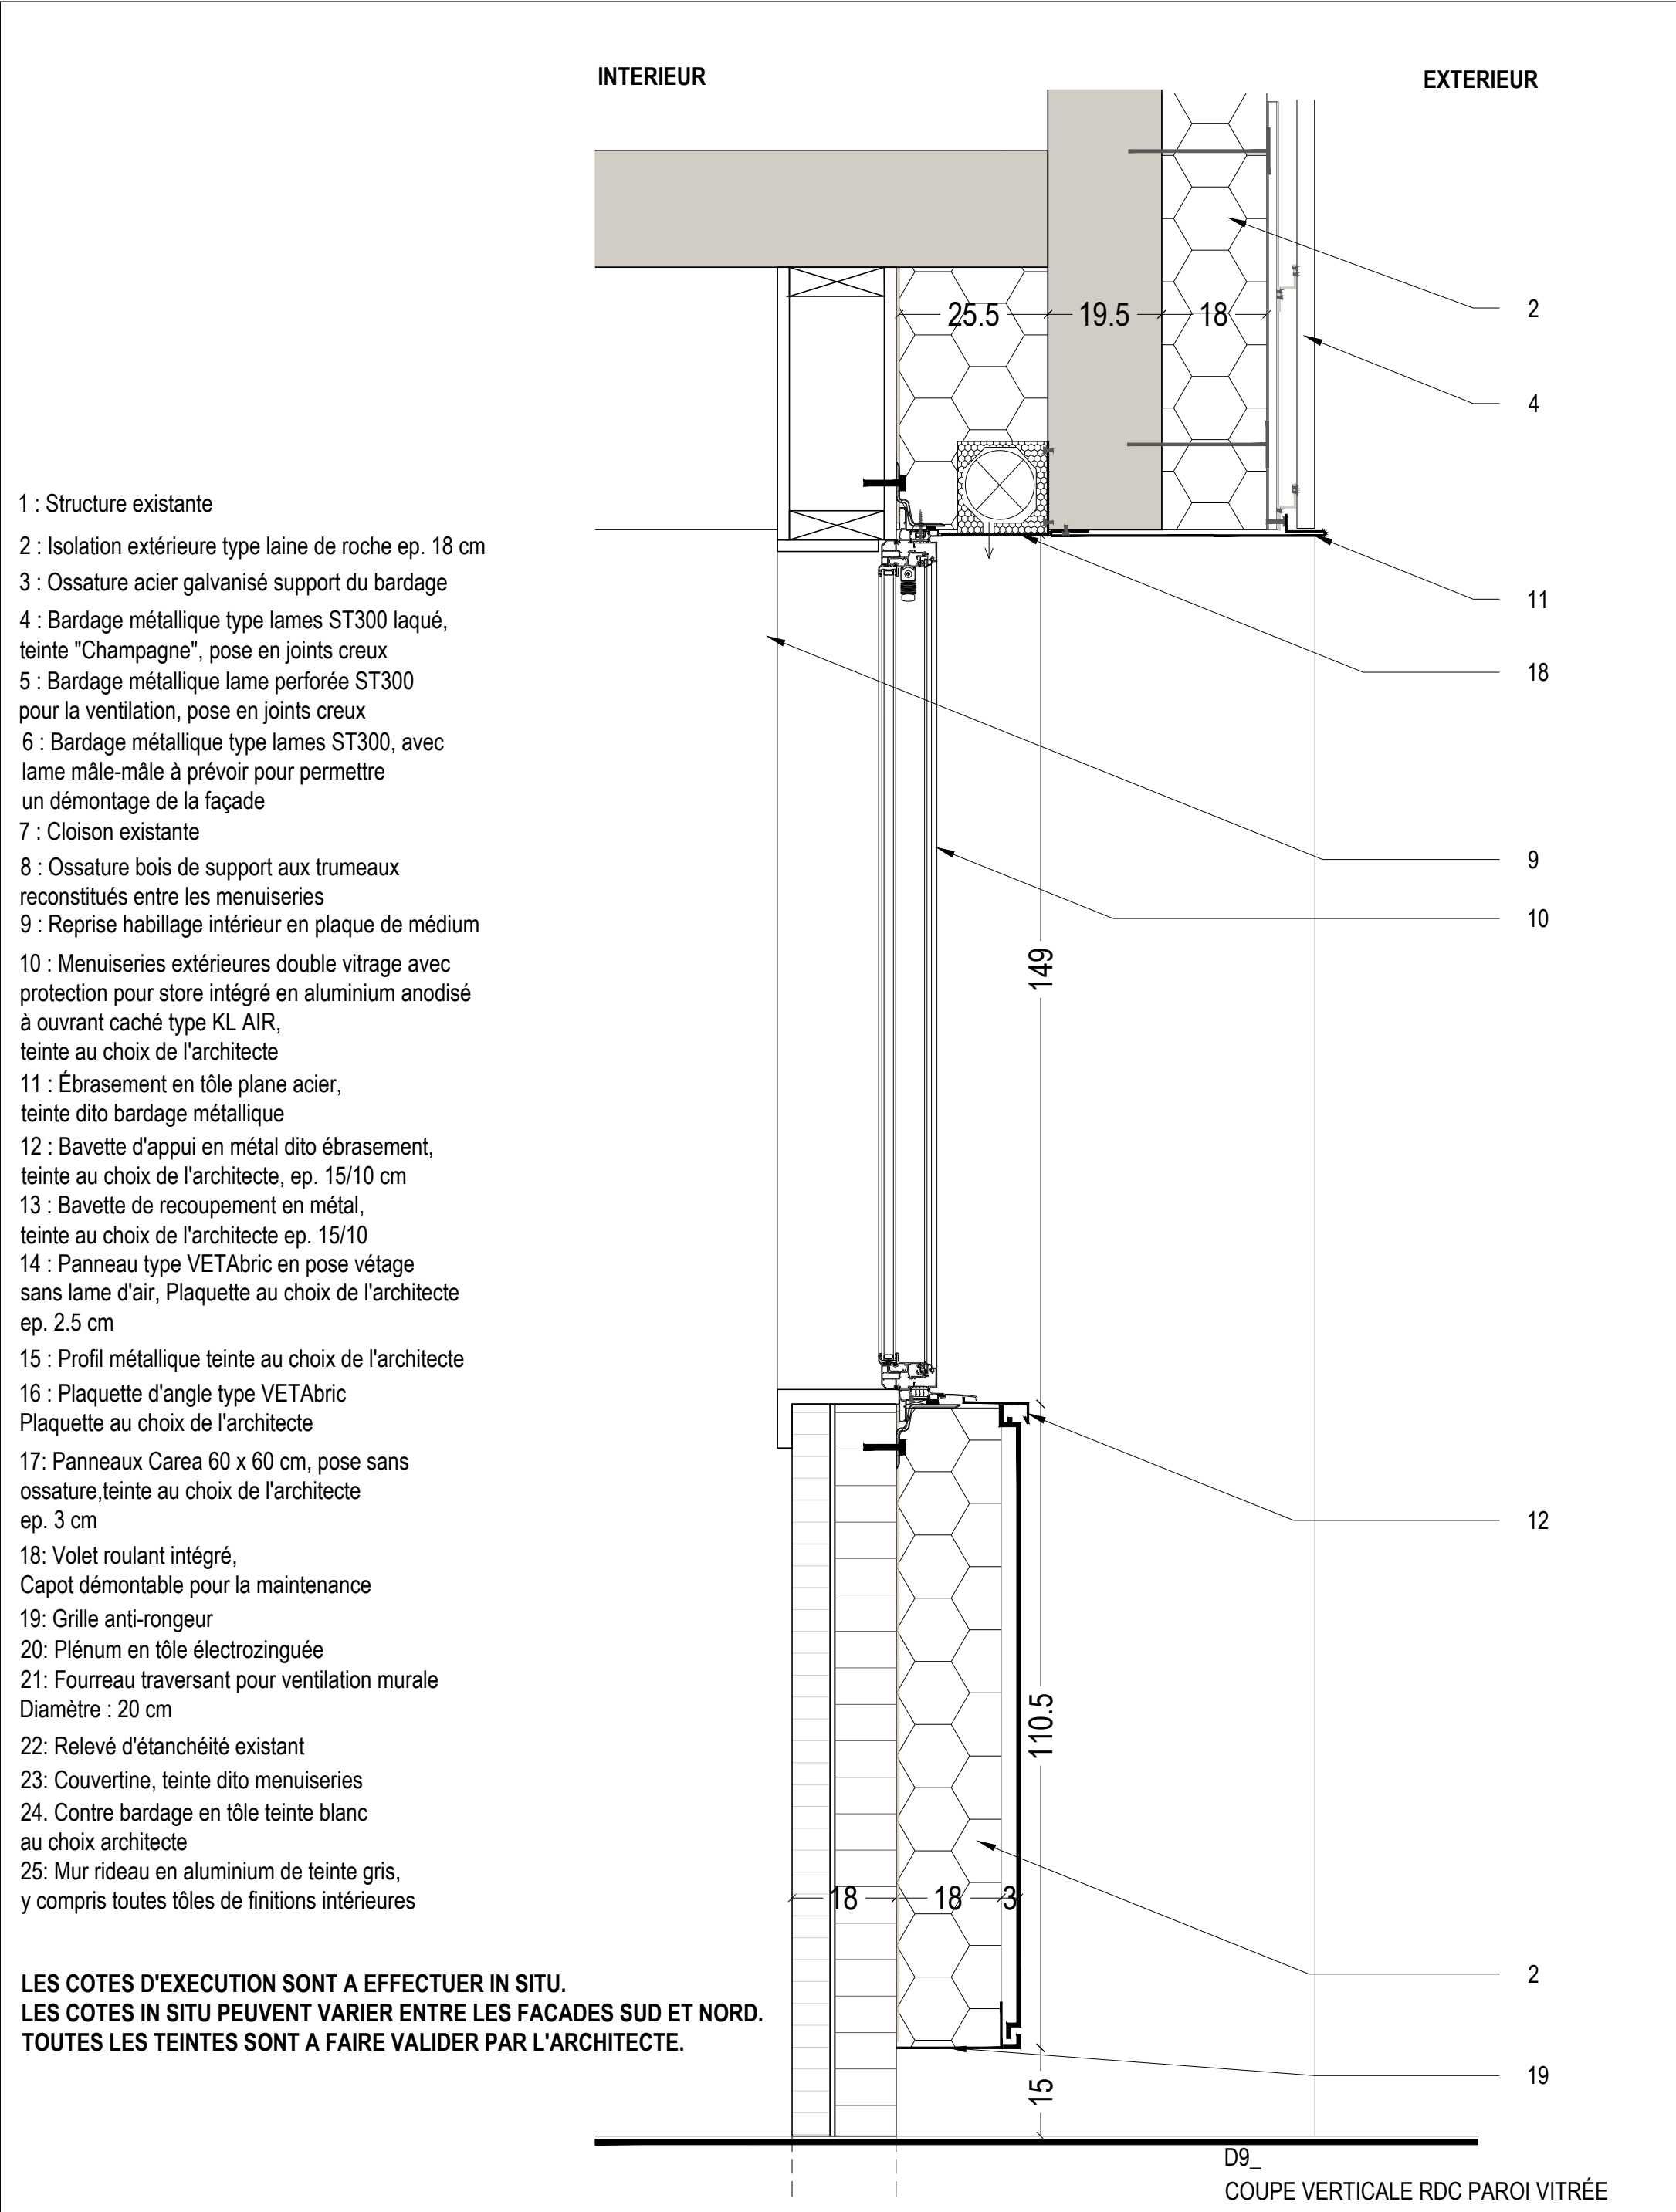 INTERIEUR
EXTERIEUR
25.5
19.5
18
2
4
11
18
9
10
149
12
110.5
18
18
3
2
19
15
1 : Structure existante
2 : Isolation extérieure type laine de roche ep. 18 cm
3 : Ossature acier galvanisé support du bardage
4 : Bardage métallique type lames ST300 laqué,
teinte "Champagne", pose en joints creux
5 : Bardage métallique lame perforée ST300
pour la ventilation, pose en joints creux
6 : Bardage métallique type lames ST300, avec
lame mâle-mâle à prévoir pour permettre
un démontage de la façade
7 : Cloison existante
8 : Ossature bois de support aux trumeaux
reconstitués entre les menuiseries
9 : Reprise habillage intérieur en plaque de médium
10 : Menuiseries extérieures double vitrage avec
protection pour store intégré en aluminium anodisé
à ouvrant caché type KL AIR,
teinte au choix de l'architecte
11 : Ébrasement en tôle plane acier,
teinte dito bardage métallique
12 : Bavette d'appui en métal dito ébrasement,
teinte au choix de l'architecte, ep. 15/10 cm
13 : Bavette de recoupement en métal,
teinte au choix de l'architecte ep. 15/10
14 : Panneau type VETAbric en pose vétage
sans lame d'air, Plaquette au choix de l'architecte
ep. 2.5 cm
15 : Profil métallique teinte au choix de l'architecte
16 : Plaquette d'angle type VETAbric
Plaquette au choix de l'architecte
17: Panneaux Carea 60 x 60 cm, pose sans
ossature,teinte au choix de l'architecte
ep. 3 cm
18: Volet roulant intégré,
Capot démontable pour la maintenance
19: Grille anti-rongeur
20: Plénum en tôle électrozinguée
21: Fourreau traversant pour ventilation murale
Diamètre : 20 cm
22: Relevé d'étanchéité existant
23: Couvertine, teinte dito menuiseries
24. Contre bardage en tôle teinte blanc
au choix architecte
25: Mur rideau en aluminium de teinte gris,
y compris toutes tôles de finitions intérieures
LES COTES D'EXECUTION SONT A EFFECTUER IN SITU.
LES COTES IN SITU PEUVENT VARIER ENTRE LES FACADES SUD ET NORD.
TOUTES LES TEINTES SONT A FAIRE VALIDER PAR L'ARCHITECTE.
D9_
COUPE VERTICALE RDC PAROI VITRÉE